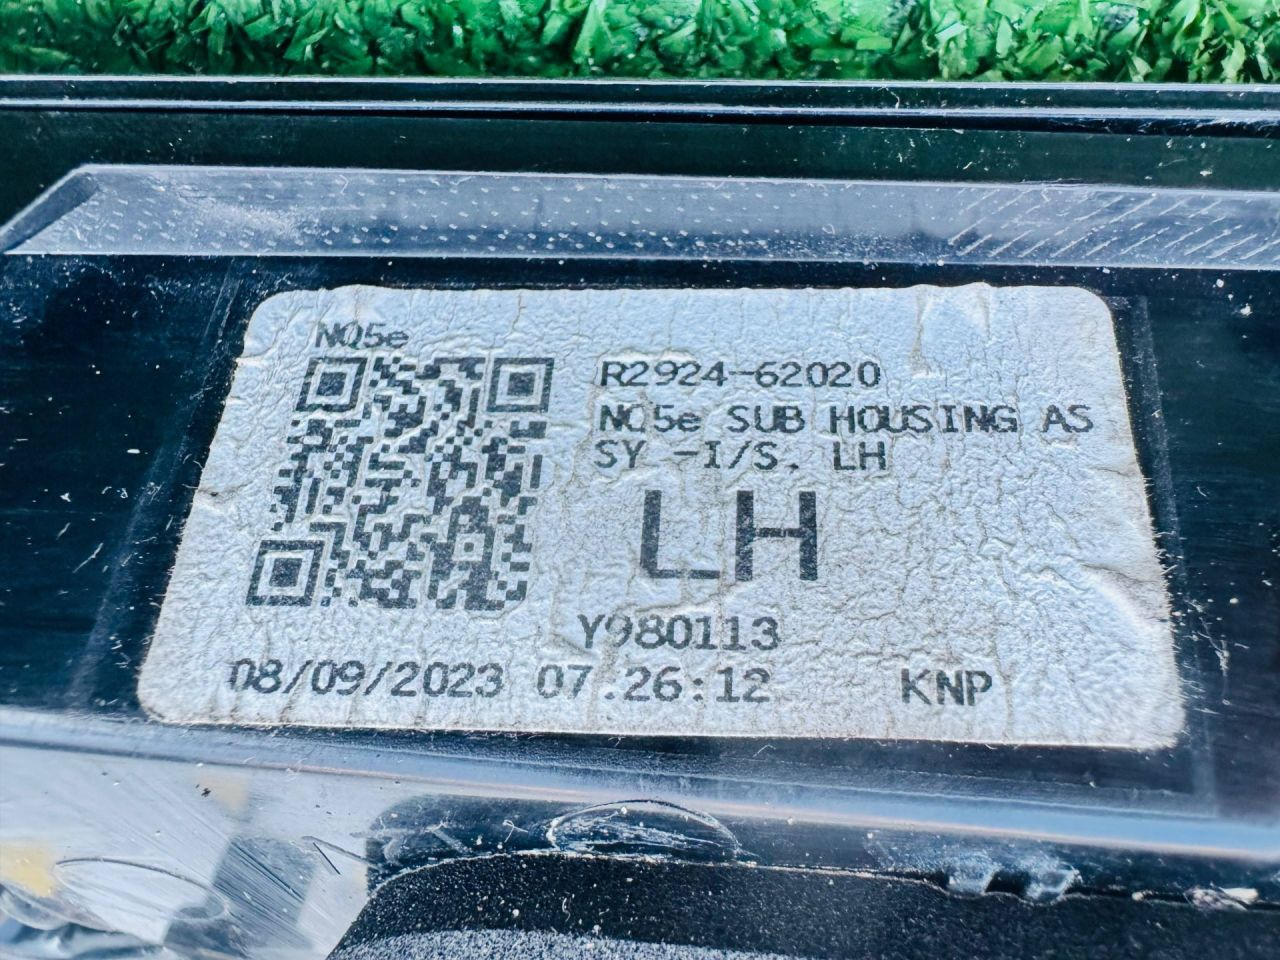 NQ5e
R2924-62020
NQ5e SUB HOUSING AS
SY -I/S. LH
LH
Y980113
08/09/2023 07.26:12 KNP